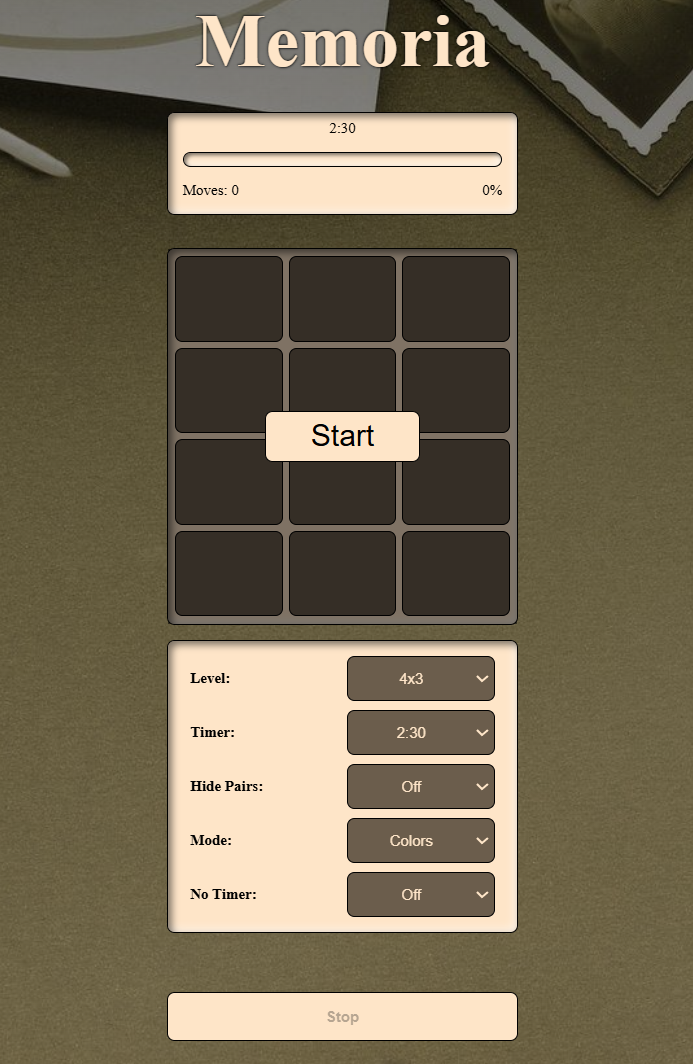 Memoria
2:30
Moves: 0 0%
Start
Level: 4x3
Timer: 2:30
Hide Pairs: Off
Mode: Colors
No Timer: Off
Stop